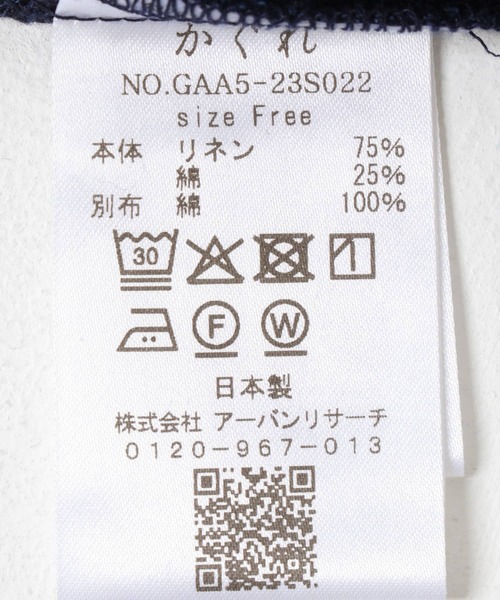 かぐれ
NO.GAA5-23S022
size Free
本体 リネン 75%
綿 25%
別布 綿 100%
30
F W
日本製
株式会社 アーバンリサーチ
0120-967-013